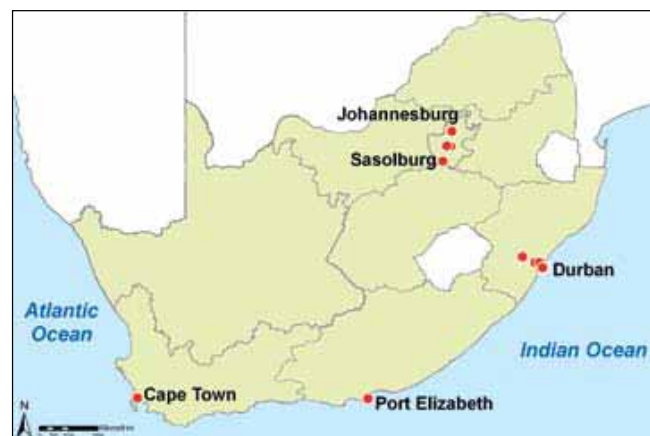 Johannesburg
Sasolburg
Durban
Atlantic
Ocean
Indian Ocean
Cape Town
Port Elizabeth
N